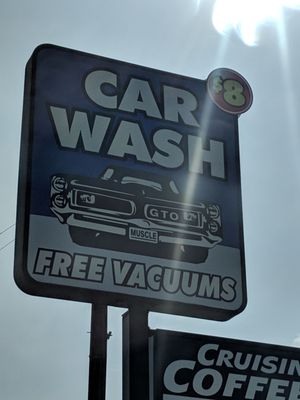 $8
CAR
WASH
GTO
MUSCLE
FREE VACUUMS
CRUISIN
COFFEE